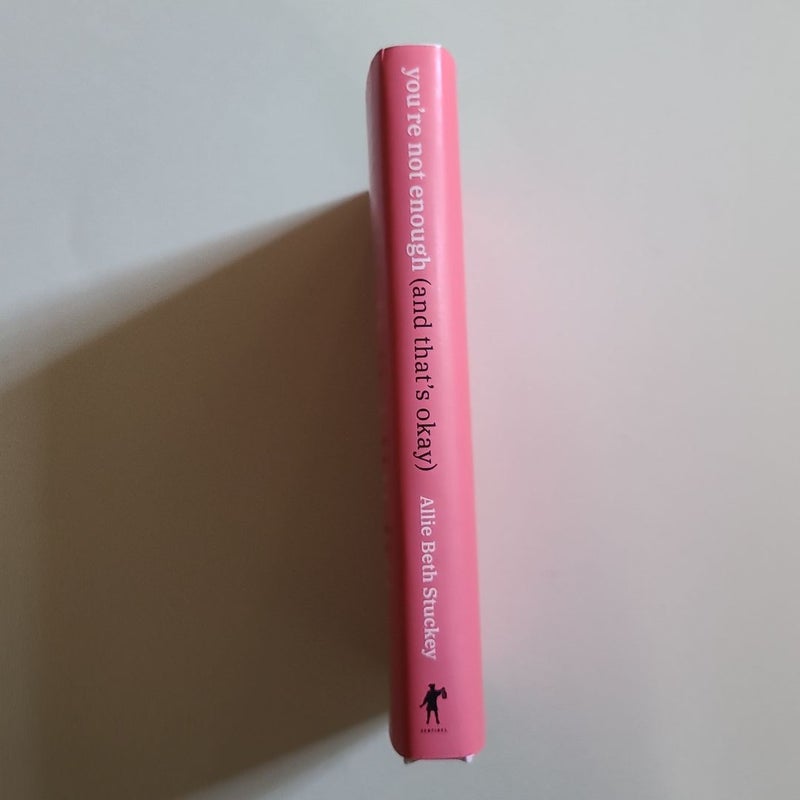 you're not enough (and that's okay)
Allie Beth Stuckey
SENTINEL